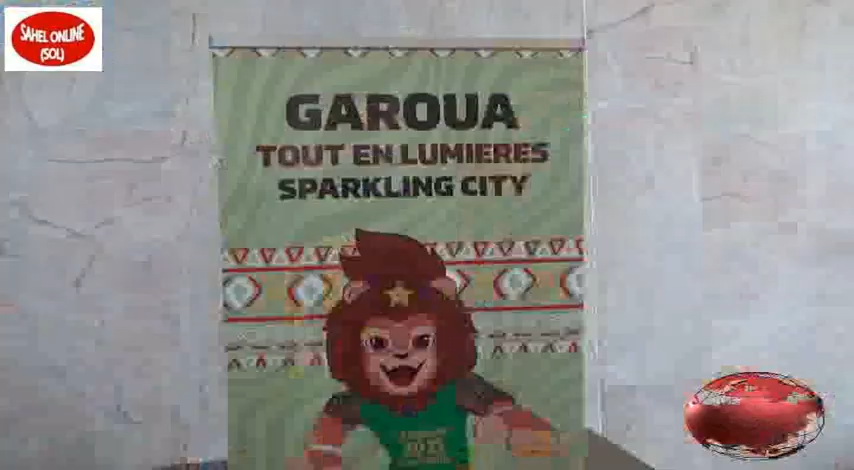 SAHEL ONLINE
(SOL)
GAROUA
TOUT EN LUMIERES
SPARKLING CITY